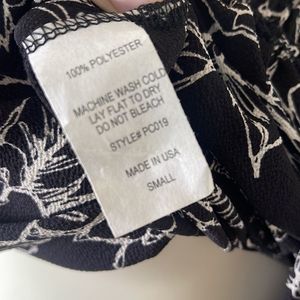 100% POLYESTER
MACHINE WASH COLD
LAY FLAT TO DRY
DO NOT BLEACH
STYLE# PC019
MADE IN USA
SMALL